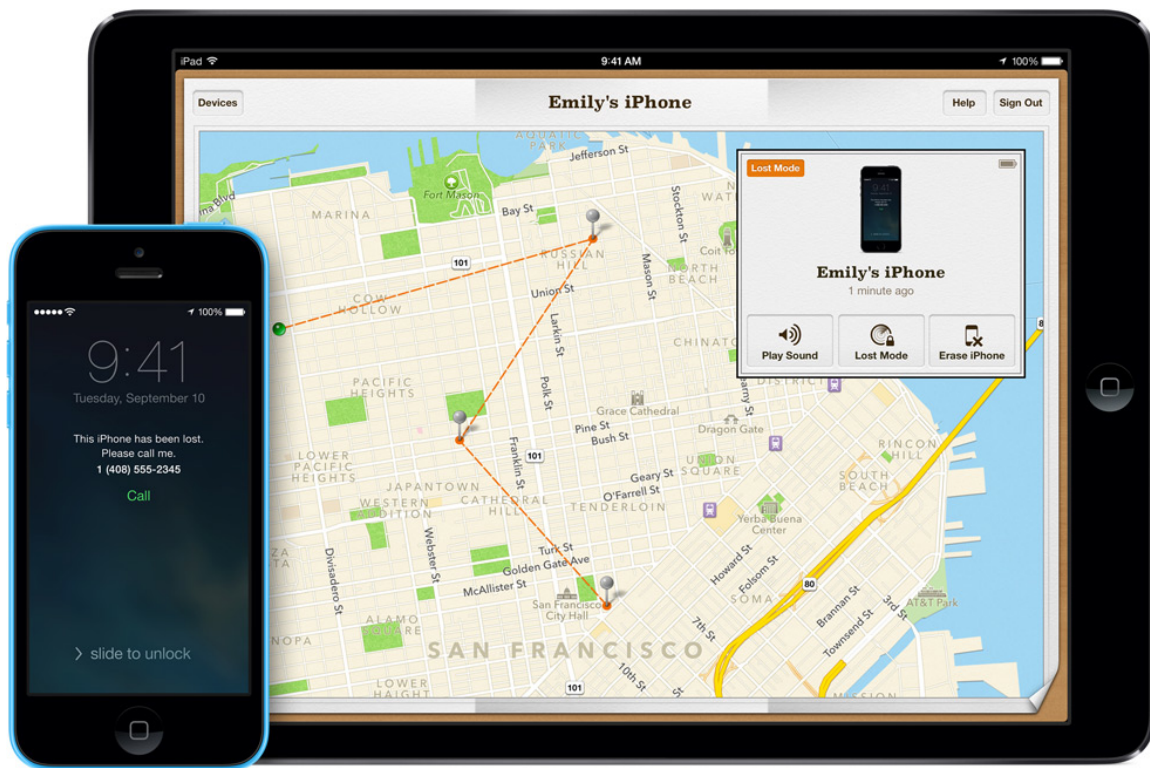 iPad
9:41 AM
100%
Devices
Emily's iPhone
Help
Sign Out
AQUATIC
PARK
Jefferson St
Fort Mason
MARINA
Bay St
Stockton St
RUSSIAN
HILL
Mason St
NORTH
BEACH
101
COW
HOLLOW
Union St
Larkin St
PACIFIC
HEIGHTS
Polk St
Grace Cathedral
Dragon Gate
DISTRICT
Pine St
Bush St
Franklin St
101
LOWER
PACIFIC
HEIGHTS
JAPANTOWN
CATHEDRAL
HILL
Geary St
O'Farrell St
TENDERLOIN
UNION
SQUARE
RINCON
HILL
SOUTH
BEACH
Yerba Buena
Center
Webster St
Divisadero St
Turk St
Golden Gate Ave
McAllister St
San Francisco
City Hall
Howard St
Folsom St
80
SOMA
Brannan St
Townsend St
3rd St
AT&T Park
ALAMO
SQUARE
SAN FRANCISCO
7th St
10th St
LOWER
HAIGHT
101
MISSION
Lost Mode
9:41
Emily's iPhone
1 minute ago
Play Sound
Lost Mode
Erase iPhone
100%
9:41
Tuesday, September 10
This iPhone has been lost.
Please call me.
1 (408) 555-2345
Call
slide to unlock